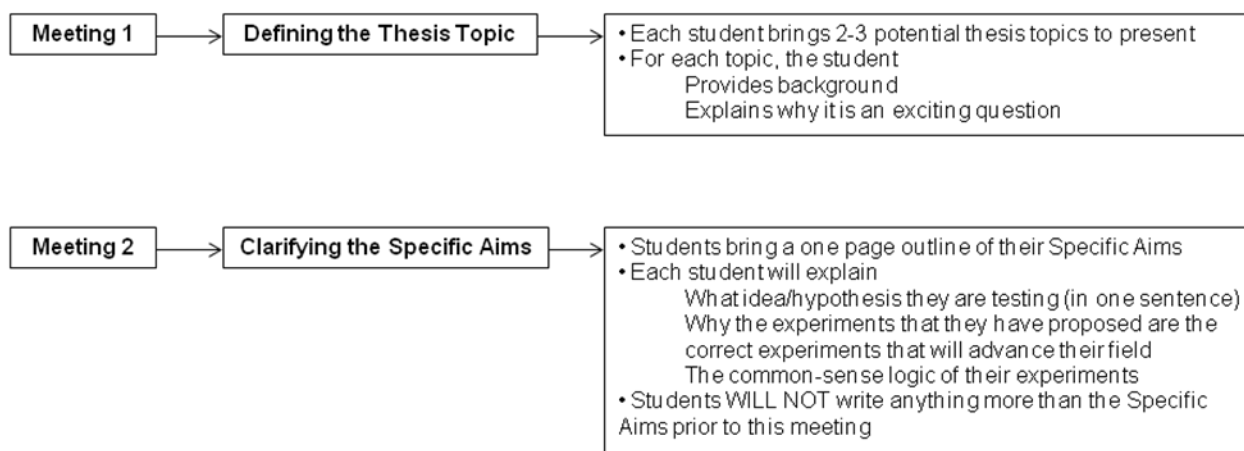 Meeting 1
Defining the Thesis Topic
• Each student brings 2-3 potential thesis topics to present
• For each topic, the student
Provides background
Explains why it is an exciting question
Meeting 2
Clarifying the Specific Aims
• Students bring a one page outline of their Specific Aims
• Each student will explain
What idea/hypothesis they are testing (in one sentence)
Why the experiments that they have proposed are the
correct experiments that will advance their field
The common-sense logic of their experiments
• Students WILL NOT write anything more than the Specific
Aims prior to this meeting